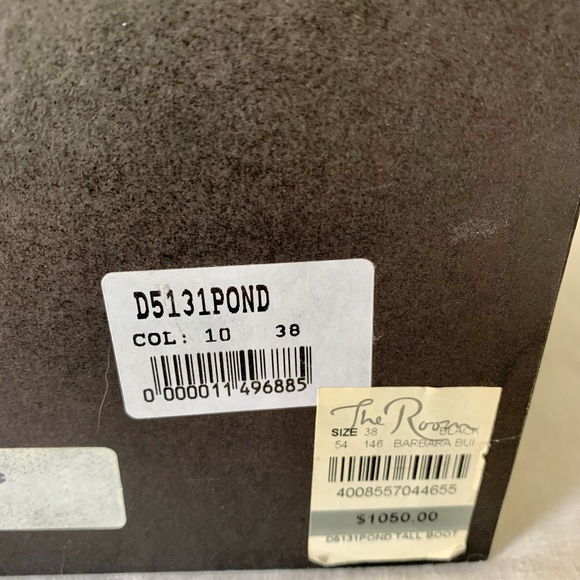 D5131POND
COL: 10 38
0 000011 496885
The Room
SIZE 38 BLACK
54 146 BARBARA BUI
4008557044655
$1050.00
D5131POND TALL BOOT